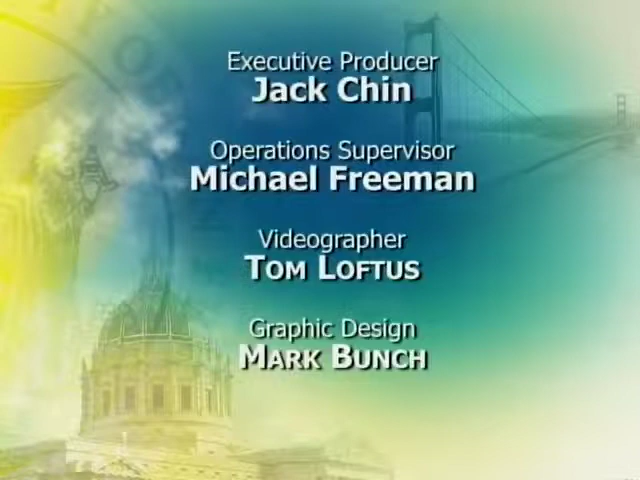 Executive Producer
Jack Chin
Operations Supervisor
Michael Freeman
Videographer
Tom Loftus
Graphic Design
Mark Bunch